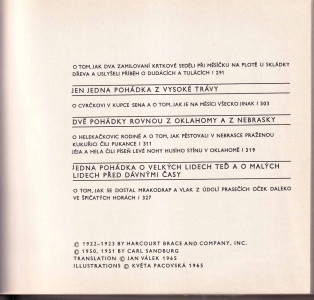 O TOM, JAK DVA ZAMILOVANÍ KRTKOVÉ SEDĚLI PŘI MĚSÍČKU NA PLOTĚ U SKLÁDKY
DŘEVA A USLYŠELI PŘÍBĚH O DUDÁCÍCH A TULÁCÍCH I 291
JEN JEDNA POHÁDKA Z VYSOKÉ TRÁVY
O CVRČKOVI V KUPCE SENA A O TOM, JAK JE NA MĚSÍCI VŠECKO JINAK I 303
DVĚ POHÁDKY ROVNOU Z OKLAHOMY A Z NEBRASKY
O HELEKAČKOVIC RODINĚ A O TOM, JAK PĚSTOVALI V NEBRASCE PRAŽENOU
KUKUŘICI ČILI PUKANCE I 311
JÉJA A MELA ČILI PÍSEŇ LEVÉ NOHY HUSÍHO STÍNU V OKLAHOMĚ I 319
JEDNA POHÁDKA O VELKÝCH LIDECH TEĎ A O MALÝCH
LIDECH PŘED DÁVNÝMI ČASY
O TOM, JAK SE DOSTAL MRAKODRAP A VLAK Z ÚDOLÍ PRASEČÍCH OČEK DALEKO
VE ŠPIČATÝCH HORÁCH I 327
© 1922–1923 BY HARCOURT BRACE AND COMPANY, INC.
© 1950, 1951 BY CARL SANDBURG
TRANSLATION © JAN VÁLEK 1965
ILLUSTRATIONS © KVĚTA PACOVSKÁ 1965